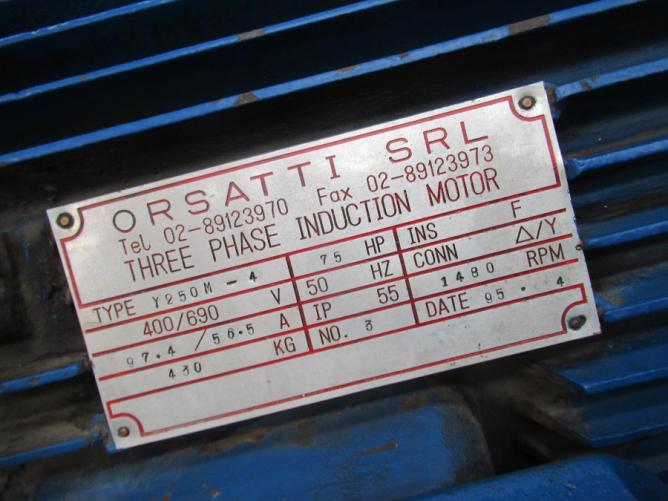 ORSATTI SRL
Tel 02-89123970 Fax 02-89123973
THREE PHASE INDUCTION MOTOR
TYPE Y250M-4 75 HP INS F
400/690 V 50 HZ CONN △/Y
97.4/56.5 A IP 55 1480 RPM
430 KG NO. 3 DATE 95.4